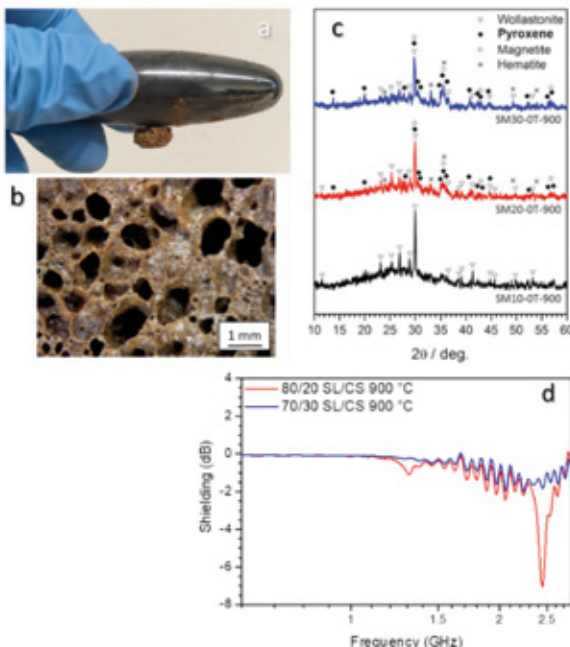 a
b
1 mm
c
Wollastonite
Pyroxene
Magnetite
Hematite
SM30-0T-900
SM20-0T-900
SM10-0T-900
10 15 20 25 30 35 40 45 50 55 60
2θ / deg.
d
80/20 SL/CS 900 °C
70/30 SL/CS 900 °C
4
2
0
-2
-4
-6
-8
Shielding (dB)
1 1.5 2 2.5
Frequency (GHz)